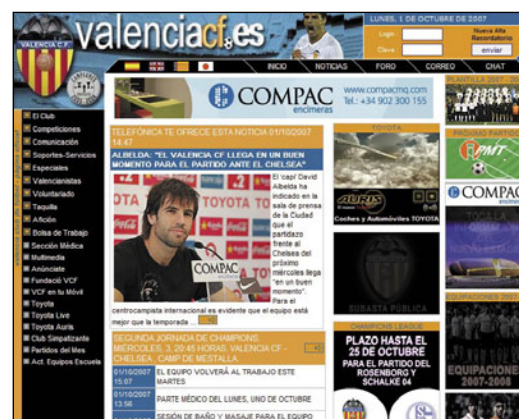 valenciacf.es
VALENCIA C.F.
LUNES, 1 DE OCTUBRE DE 2007
Login
Clave
Nueva Alta
Recordatorio
enviar
INICIO NOTICIAS FORO CORREO CHAT
COMPAC
encimeras
www.compacmq.com
Tel.: +34 902 300 155
El Club
Competiciones
Comunicación
Soportes-Servicios
Especiales
Valencianistas
Voluntariado
Taquilla
Afición
Bolsa de Trabajo
Sección Médica
Multimedia
Anúnciate
Fundació VCF
VCF en tu Móvil
Toyota
Toyota Live
Toyota Auris
Club Simpatizante
Partidos del Mes
Act. Equipos Escuela
TELEFÓNICA TE OFRECE ESTA NOTICIA 01/10/2007
14:47
ALBELDA: "EL VALENCIA CF LLEGA EN UN BUEN
MOMENTO PARA EL PARTIDO ANTE EL CHELSEA"
COMPAC
TOYOTA
El 'capi' David
Albelda ha
indicado en la
sala de prensa
de la Ciudad
que el
partidazo
frente al
Chelsea del
próximo
miércoles llega
"en un buen
momento".
Para el
centrocampista internacional es evidente que el equipo está
mejor que la temporada ...
SEGUNDA JORNADA DE CHAMPIONS.
MIERCOLES, 3, 20:45 HORAS. VALENCIA CF -
CHELSEA. CAMP DE MESTALLA.
01/10/2007
15:07
EL EQUIPO VOLVERÁ AL TRABAJO ESTE
MARTES
01/10/2007
13:56
PARTE MÉDICO DEL LUNES, UNO DE OCTUBRE
01/10/2007
SESIÓN DE BAÑO Y MASAJE PARA EL EQUIPO
TOYOTA
AURIS
Coches y Automóviles TOYOTA
SUBASTA PÚBLICA
CHAMPIONS LEAGUE
PLAZO HASTA EL
25 DE OCTUBRE
PARA EL PARTIDO DEL
ROSENBORG Y
SCHALKE 04
PLANTILLA 2007 - 20
PRÓXIMO PARTIDO
COMPAC
EQUIPACIONES 2007
EQUIPACIONE
2007-2008